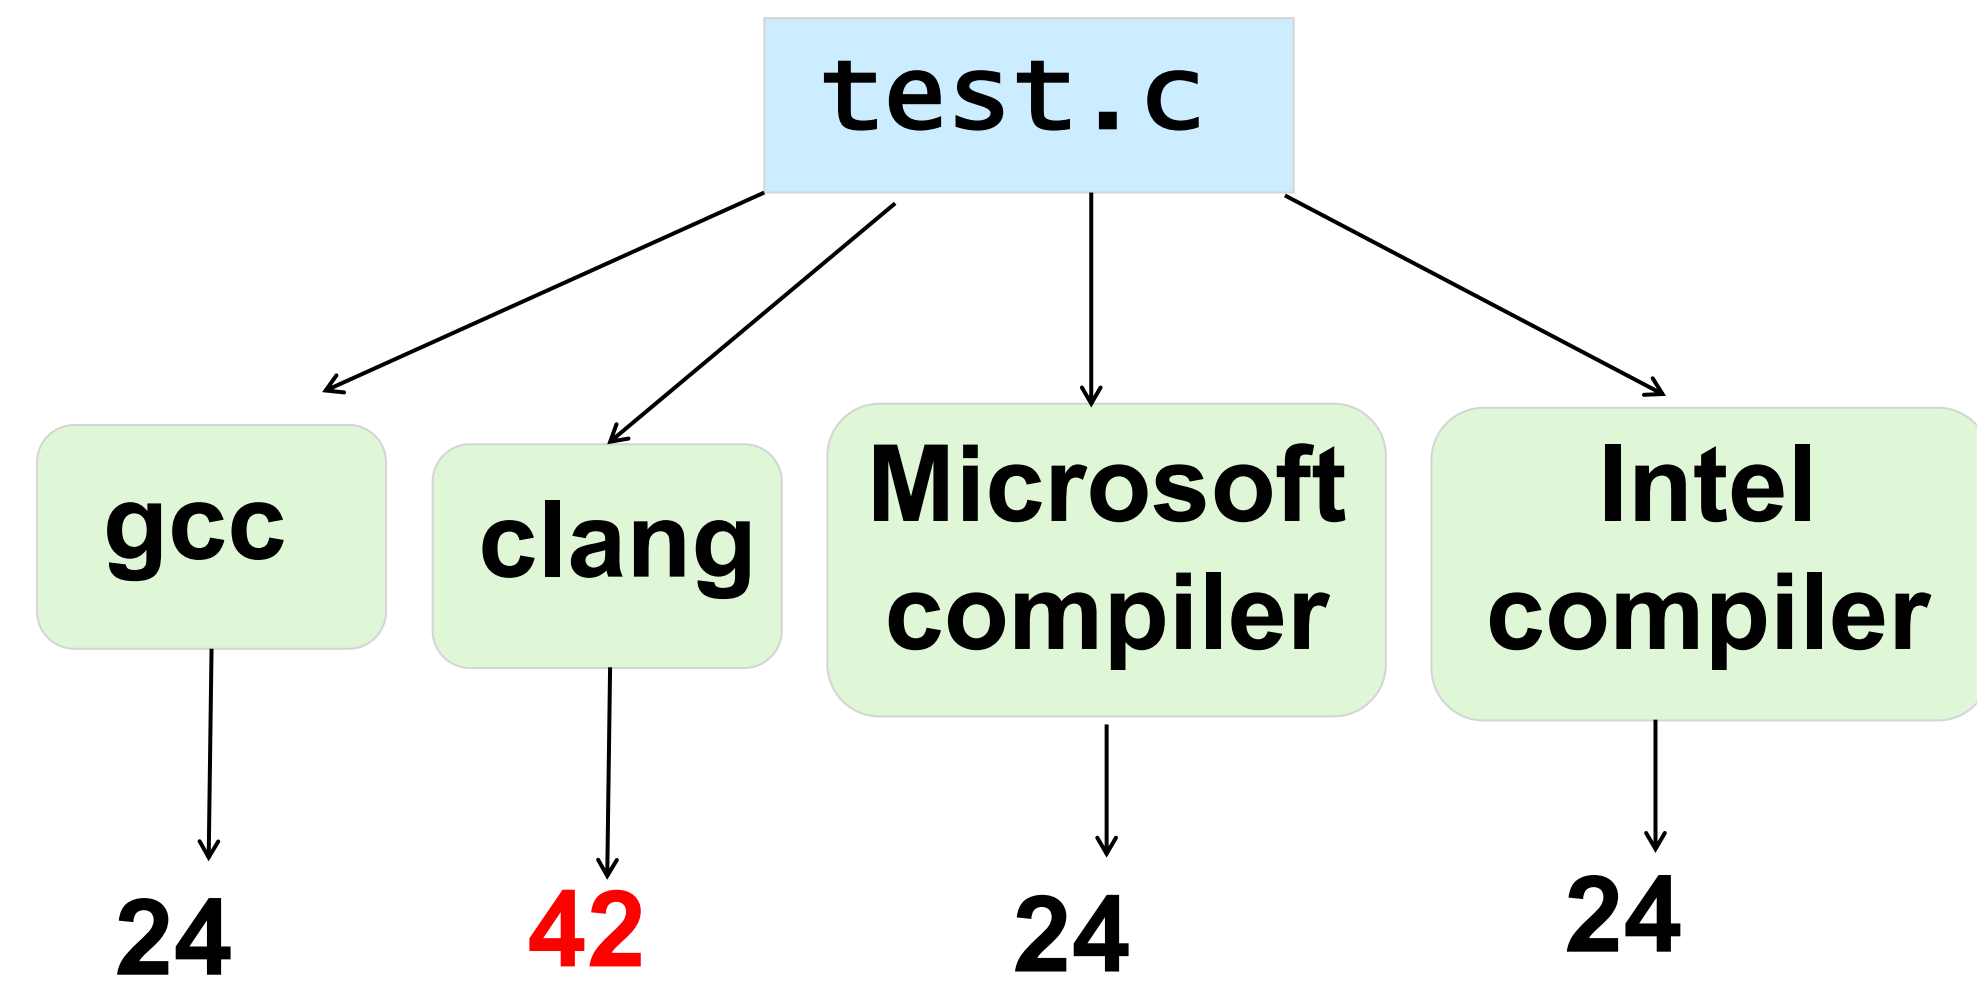 test.c
gcc
clang
Microsoft
compiler
Intel
compiler
24
42
24
24